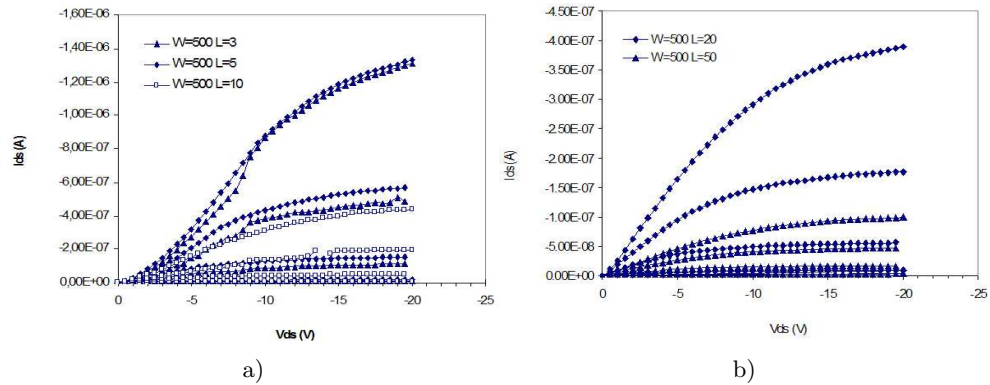 -1,60E-06
-1,40E-06
-1,20E-06
-1,00E-06
-8,00E-07
-6,00E-07
-4,00E-07
-2,00E-07
0,00E+00
Ids (A)
W=500 L=3
W=500 L=5
W=500 L=10
0 -5 -10 -15 -20 -25
Vds (V)
a)
-4.50E-07
-4.00E-07
-3.50E-07
-3.00E-07
-2.50E-07
-2.00E-07
-1.50E-07
-1.00E-07
-5.00E-08
0.00E+00
Ids (A)
W=500 L=20
W=500 L=50
0 -5 -10 -15 -20 -25
Vds (V)
b)